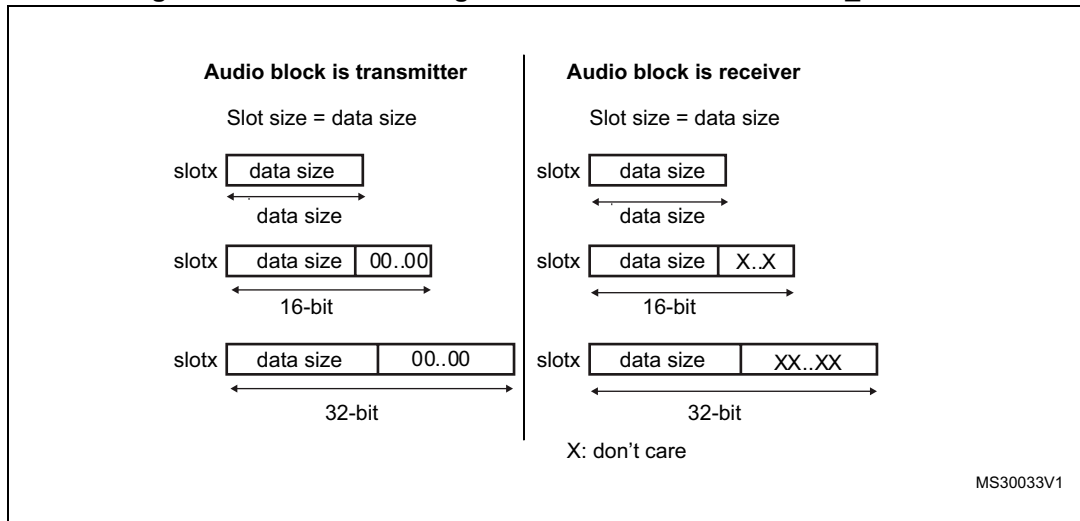 Audio block is transmitter
Slot size = data size
slotx data size
data size
slotx data size 00..00
16-bit
slotx data size 00..00
32-bit
Audio block is receiver
Slot size = data size
slotx data size
data size
slotx data size X..X
16-bit
slotx data size XX..XX
32-bit
X: don't care
MS30033V1